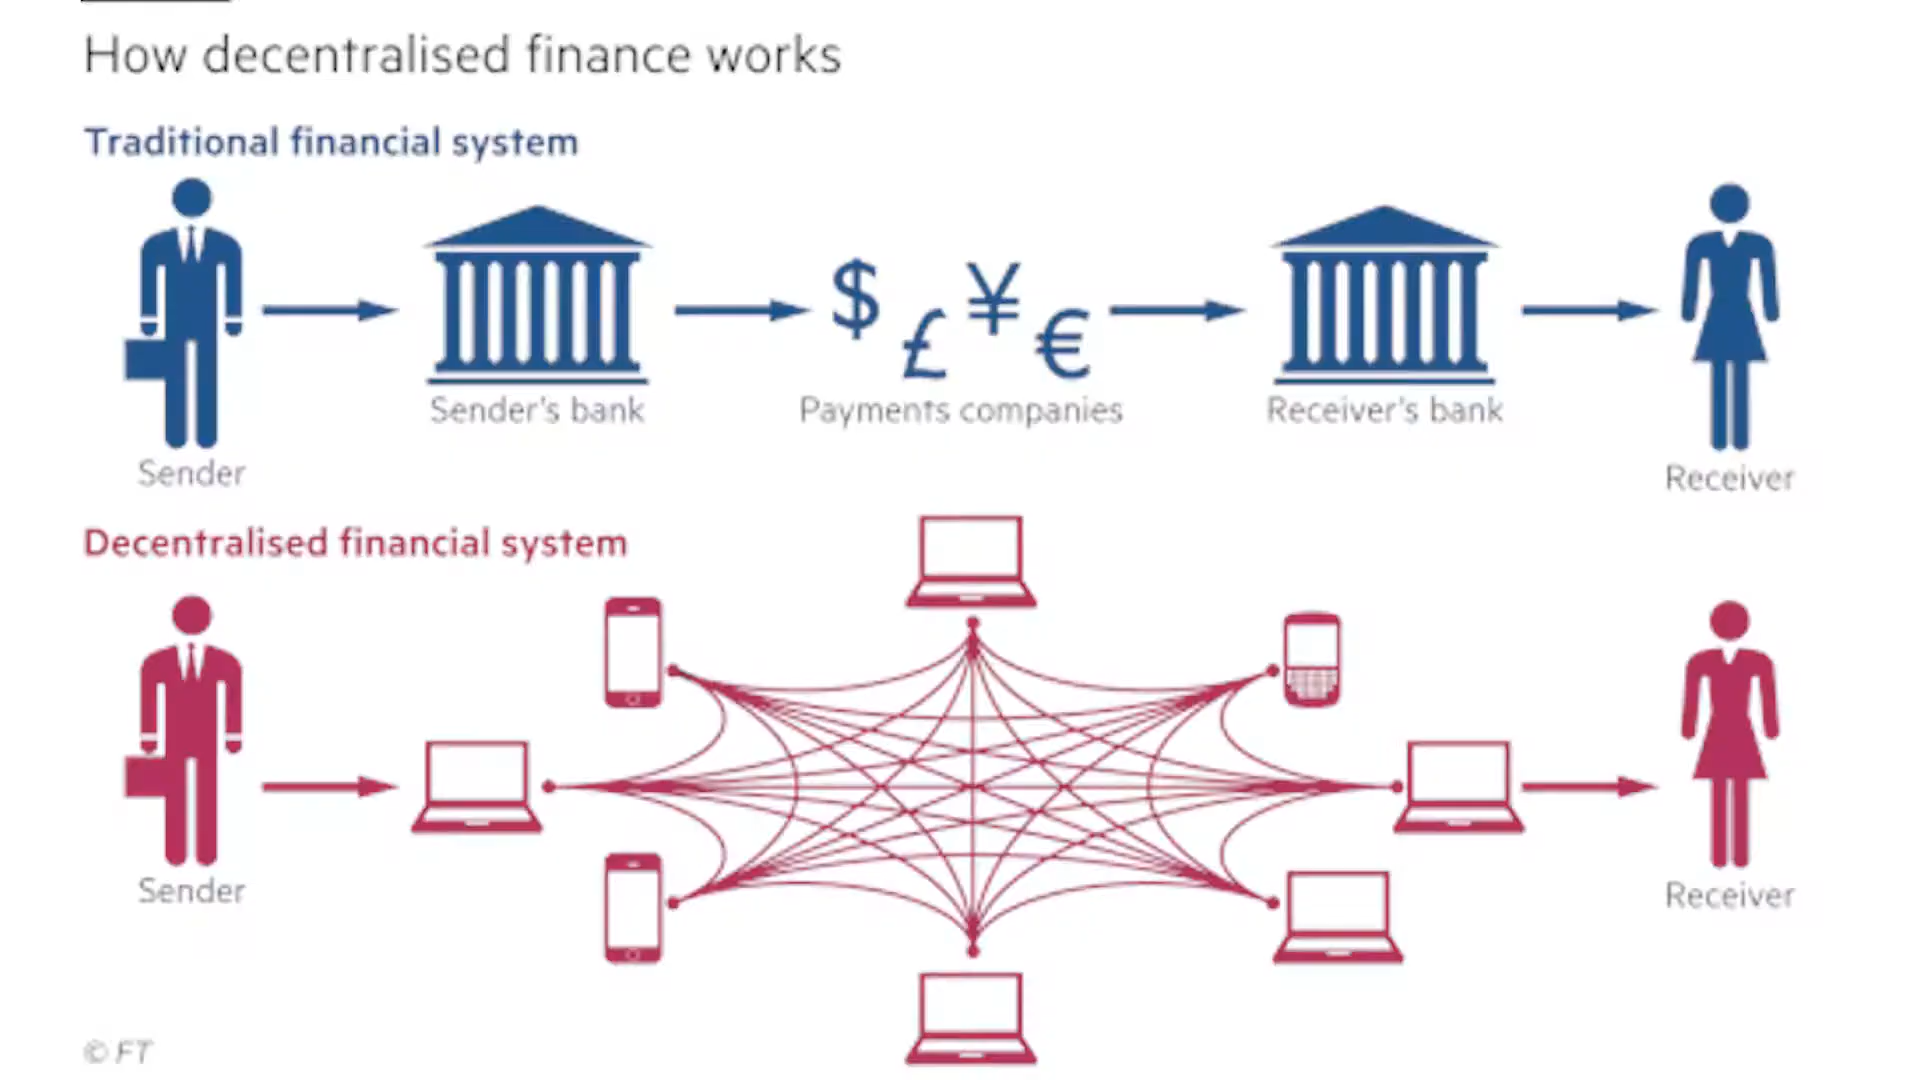 How decentralised finance works
Traditional financial system
$ £ ¥ €
Sender's bank
Payments companies
Receiver's bank
Sender
Receiver
Decentralised financial system
Sender
Receiver
© FT